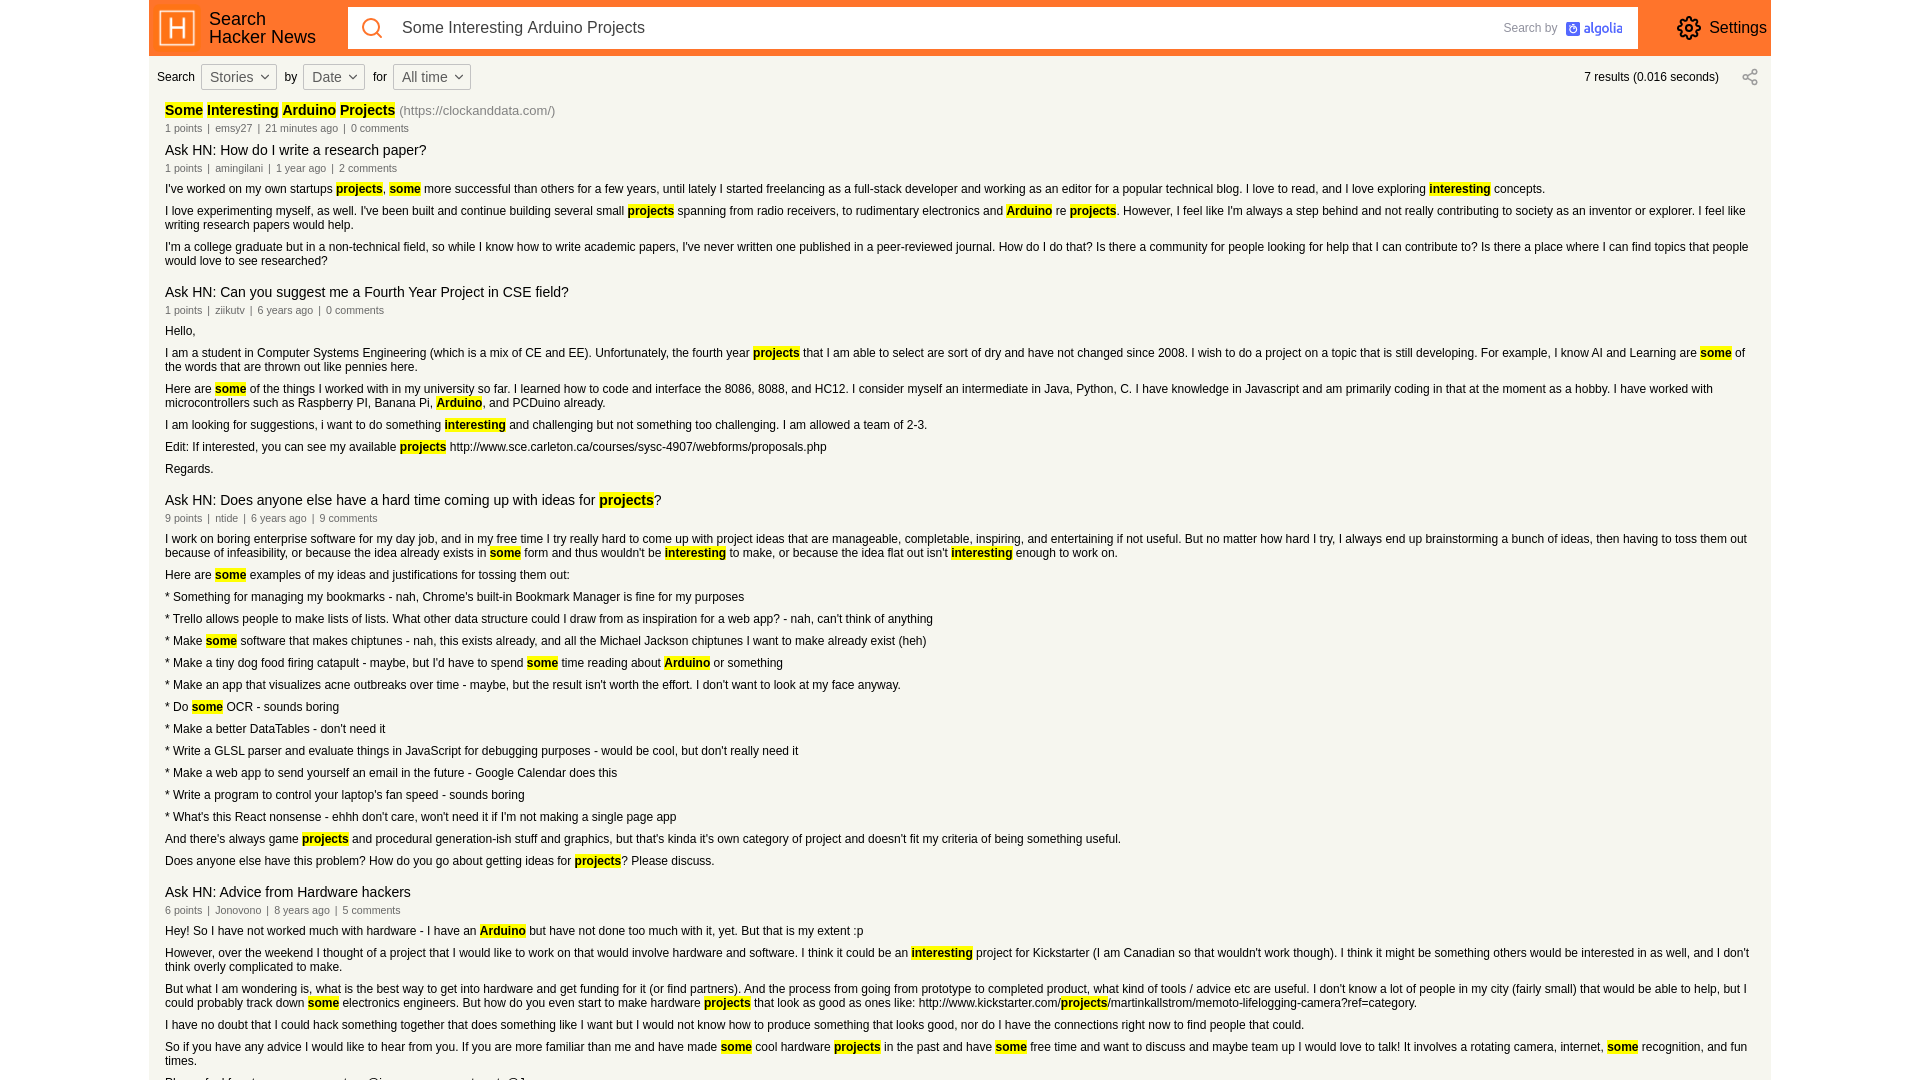 Search
Hacker News
Some Interesting Arduino Projects
Search by algolia
Settings
Search Stories by Date for All time
7 results (0.016 seconds)
Some Interesting Arduino Projects (https://clockanddata.com/)
1 points | emsy27 | 21 minutes ago | 0 comments
Ask HN: How do I write a research paper?
1 points | amingilani | 1 year ago | 2 comments
I've worked on my own startups projects, some more successful than others for a few years, until lately I started freelancing as a full-stack developer and working as an editor for a popular technical blog. I love to read, and I love exploring interesting concepts.
I love experimenting myself, as well. I've been built and continue building several small projects spanning from radio receivers, to rudimentary electronics and Arduino re projects. However, I feel like I'm always a step behind and not really contributing to society as an inventor or explorer. I feel like
writing research papers would help.
I'm a college graduate but in a non-technical field, so while I know how to write academic papers, I've never written one published in a peer-reviewed journal. How do I do that? Is there a community for people looking for help that I can contribute to? Is there a place where I can find topics that people
would love to see researched?
Ask HN: Can you suggest me a Fourth Year Project in CSE field?
1 points | ziikutv | 6 years ago | 0 comments
Hello,
I am a student in Computer Systems Engineering (which is a mix of CE and EE). Unfortunately, the fourth year projects that I am able to select are sort of dry and have not changed since 2008. I wish to do a project on a topic that is still developing. For example, I know AI and Learning are some of
the words that are thrown out like pennies here.
Here are some of the things I worked with in my university so far. I learned how to code and interface the 8086, 8088, and HC12. I consider myself an intermediate in Java, Python, C. I have knowledge in Javascript and am primarily coding in that at the moment as a hobby. I have worked with
microcontrollers such as Raspberry PI, Banana Pi, Arduino, and PCDuino already.
I am looking for suggestions, i want to do something interesting and challenging but not something too challenging. I am allowed a team of 2-3.
Edit: If interested, you can see my available projects http://www.sce.carleton.ca/courses/sysc-4907/webforms/proposals.php
Regards.
Ask HN: Does anyone else have a hard time coming up with ideas for projects?
9 points | ntide | 6 years ago | 9 comments
I work on boring enterprise software for my day job, and in my free time I try really hard to come up with project ideas that are manageable, completable, inspiring, and entertaining if not useful. But no matter how hard I try, I always end up brainstorming a bunch of ideas, then having to toss them out
because of infeasibility, or because the idea already exists in some form and thus wouldn't be interesting to make, or because the idea flat out isn't interesting enough to work on.
Here are some examples of my ideas and justifications for tossing them out:
* Something for managing my bookmarks - nah, Chrome's built-in Bookmark Manager is fine for my purposes
* Trello allows people to make lists of lists. What other data structure could I draw from as inspiration for a web app? - nah, can't think of anything
* Make some software that makes chiptunes - nah, this exists already, and all the Michael Jackson chiptunes I want to make already exist (heh)
* Make a tiny dog food firing catapult - maybe, but I'd have to spend some time reading about Arduino or something
* Make an app that visualizes acne outbreaks over time - maybe, but the result isn't worth the effort. I don't want to look at my face anyway.
* Do some OCR - sounds boring
* Make a better DataTables - don't need it
* Write a GLSL parser and evaluate things in JavaScript for debugging purposes - would be cool, but don't really need it
* Make a web app to send yourself an email in the future - Google Calendar does this
* Write a program to control your laptop's fan speed - sounds boring
* What's this React nonsense - ehhh don't care, won't need it if I'm not making a single page app
And there's always game projects and procedural generation-ish stuff and graphics, but that's kinda it's own category of project and doesn't fit my criteria of being something useful.
Does anyone else have this problem? How do you go about getting ideas for projects? Please discuss.
Ask HN: Advice from Hardware hackers
6 points | Jonovono | 8 years ago | 5 comments
Hey! So I have not worked much with hardware - I have an Arduino but have not done too much with it, yet. But that is my extent :p
However, over the weekend I thought of a project that I would like to work on that would involve hardware and software. I think it could be an interesting project for Kickstarter (I am Canadian so that wouldn't work though). I think it might be something others would be interested in as well, and I don't
think overly complicated to make.
But what I am wondering is, what is the best way to get into hardware and get funding for it (or find partners). And the process from going from prototype to completed product, what kind of tools / advice etc are useful. I don't know a lot of people in my city (fairly small) that would be able to help, but I
could probably track down some electronics engineers. But how do you even start to make hardware projects that look as good as ones like: http://www.kickstarter.com/projects/martinkallstrom/memoto-lifelogging-camera?ref=category.
I have no doubt that I could hack something together that does something like I want but I would not know how to produce something that looks good, nor do I have the connections right now to find people that could.
So if you have any advice I would like to hear from you. If you are more familiar than me and have made some cool hardware projects in the past and have some free time and want to discuss and maybe team up I would love to talk! It involves a rotating camera, internet, some recognition, and fun
times.